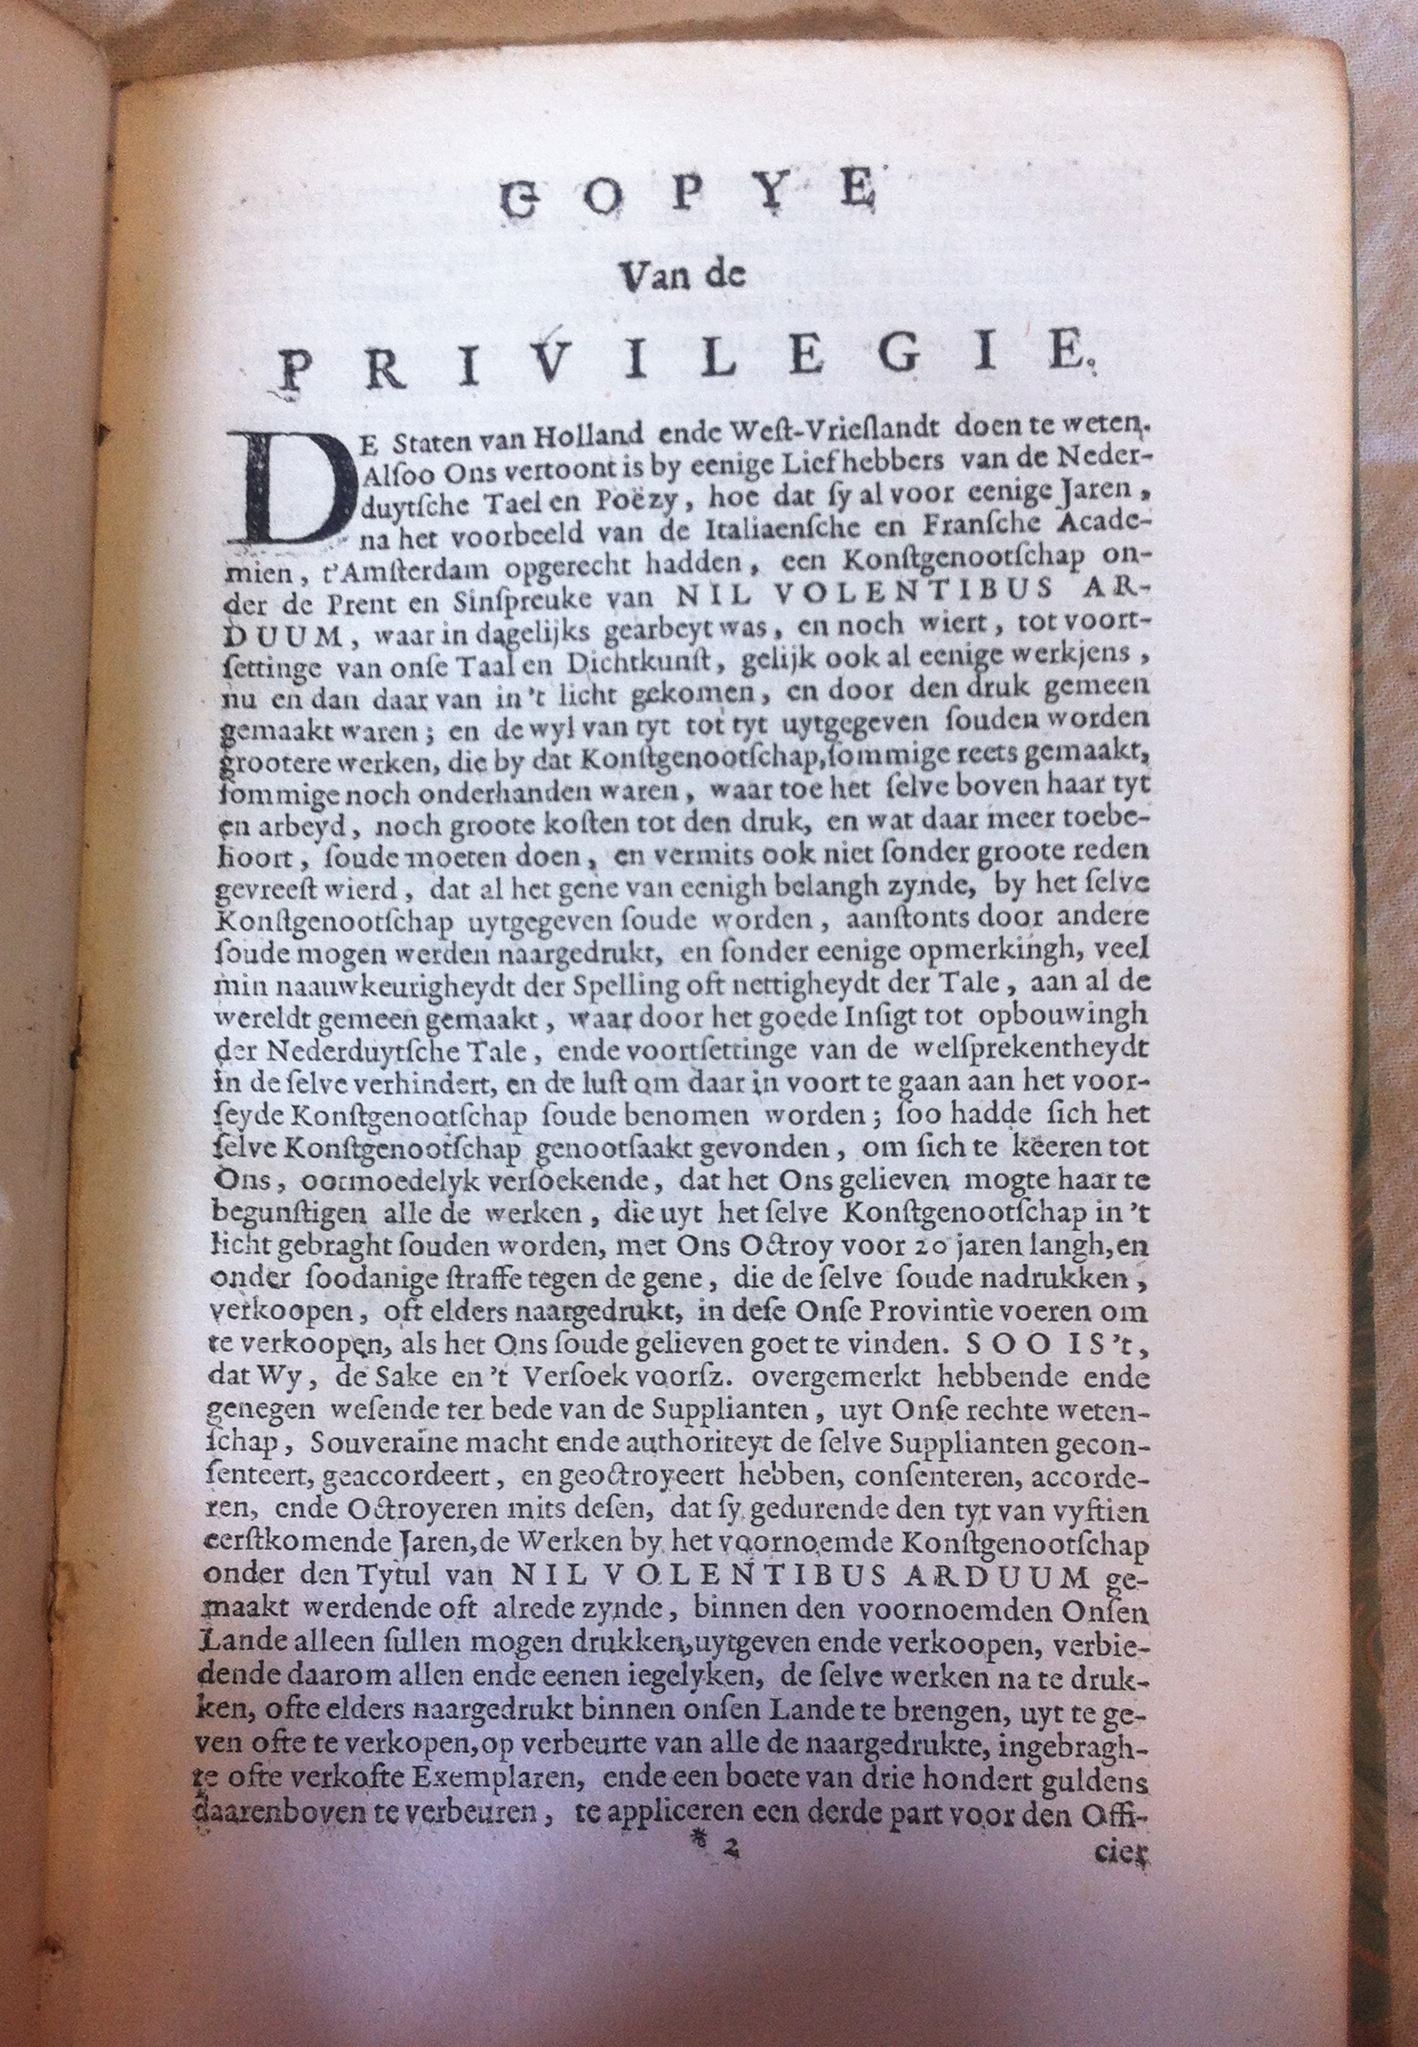 COPYE
Van de
PRIVILEGIE.
DE Staten van Holland ende Weſt-Vrieſlandt doen te weten.
Alſoo Ons vertoont is by eenige Liefhebbers van de Neder-
duytſche Tael en Poëzy, hoe dat ſy al voor eenige Jaren,
na het voorbeeld van de Italiaenſche en Franſche Acade-
mien, t'Amſterdam opgerecht hadden, een Konſtgenootſchap on-
der de Prent en Sinſpreuke van NIL VOLENTIBUS AR-
DUUM, waar in dagelijks gearbeyt was, en noch wiert, tot voort-
ſettinge van onſe Taal en Dichtkunſt, gelijk ook al eenige werkjens,
nu en dan daar van in 't licht gekomen, en door den druk gemeen
gemaakt waren; en de wyl van tyt tot tyt uytgegeven ſouden worden
grootere werken, die by dat Konſtgenootſchap, ſommige reets gemaakt,
ſommige noch onderhanden waren, waar toe het ſelve boven haar tyt
en arbeyd, noch groote koſten tot den druk, en wat daar meer toebe-
hoort, ſoude moeten doen, en vermits ook niet ſonder groote reden
gevreeſt wierd, dat al het gene van eenigh belangh zynde, by het ſelve
Konſtgenootſchap uytgegeven ſoude worden, aanſtonts door andere
ſoude mogen werden naargedrukt, en ſonder eenige opmerkingh, veel
min naauwkeurigheydt der Spelling oft nettigheydt der Tale, aan al de
wereldt gemeen gemaakt, waar door het goede Inſigt tot opbouwingh
der Nederduytſche Tale, ende voortſettinge van de welſprekentheydt
in de ſelve verhindert, en de luſt om daar in voort te gaan aan het voor-
ſeyde Konſtgenootſchap ſoude benomen worden; ſoo hadde ſich het
ſelve Konſtgenootſchap genootſaakt gevonden, om ſich te keeren tot
Ons, ootmoedelyk verſoekende, dat het Ons gelieven mogte haar te
begunſtigen alle de werken, die uyt het ſelve Konſtgenootſchap in 't
licht gebraght ſouden worden, met Ons Octroy voor 20 jaren langh, en
onder ſoodanige ſtraffe tegen de gene, die de ſelve ſoude nadrukken,
verkoopen, oft elders naargedrukt, in deſe Onſe Provintie voeren om
te verkoopen, als het Ons ſoude gelieven goet te vinden. SOO IS 't,
dat Wy, de Sake en 't Verſoek voorſz. overgemerkt hebbende ende
genegen weſende ter bede van de Supplianten, uyt Onſe rechte weten-
ſchap, Souveraine macht ende authoriteyt de ſelve Supplianten gecon-
ſenteert, geaccordeert, en geoctroyeert hebben, conſenteren, accorde-
ren, ende Octroyeren mits deſen, dat ſy gedurende den tyt van vyftien
eerſtkomende Jaren, de Werken by het voornoemde Konſtgenootſchap
onder den Tytul van NIL VOLENTIBUS ARDUUM ge-
maakt werdende oft alrede zynde, binnen den voornoemden Onſen
Lande alleen ſullen mogen drukken, uytgeven ende verkoopen, verbie-
dende daarom allen ende eenen iegelyken, de ſelve werken na te druk-
ken, ofte elders naargedrukt binnen onſen Lande te brengen, uyt te ge-
ven ofte te verkopen, op verbeurte van alle de naargedrukte, ingebragh-
te ofte verkofte Exemplaren, ende een boete van drie hondert guldens
daarenboven te verbeuren, te appliceren een derde part voor den Offi-
* 2
cier